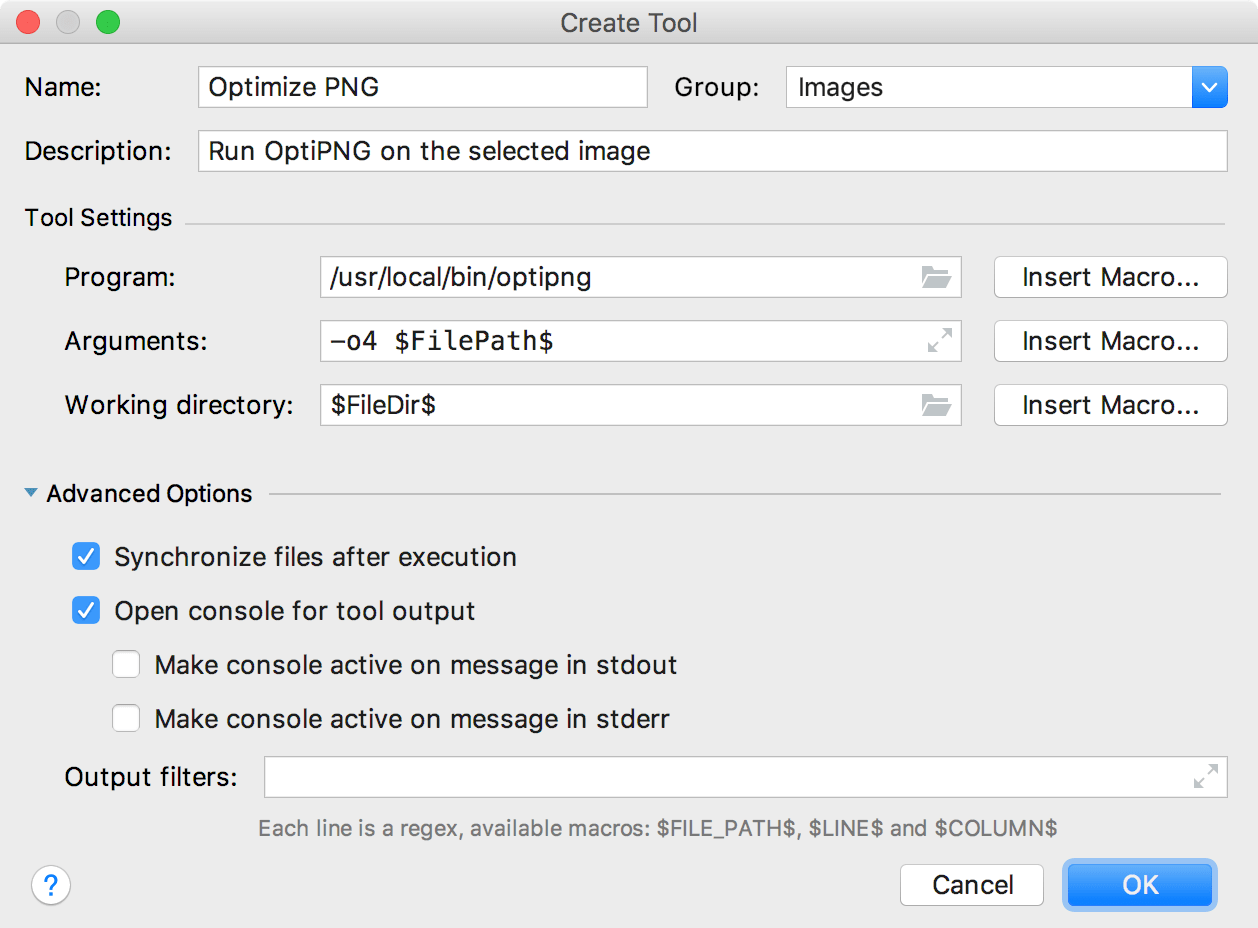 Create Tool
Name: Optimize PNG Group: Images
Description: Run OptiPNG on the selected image
Tool Settings
Program: /usr/local/bin/optipng Insert Macro...
Arguments: –o4 $FilePath$ Insert Macro...
Working directory: $FileDir$ Insert Macro...
Advanced Options
Synchronize files after execution
Open console for tool output
Make console active on message in stdout
Make console active on message in stderr
Output filters:
Each line is a regex, available macros: $FILE_PATH$, $LINE$ and $COLUMN$
? Cancel OK